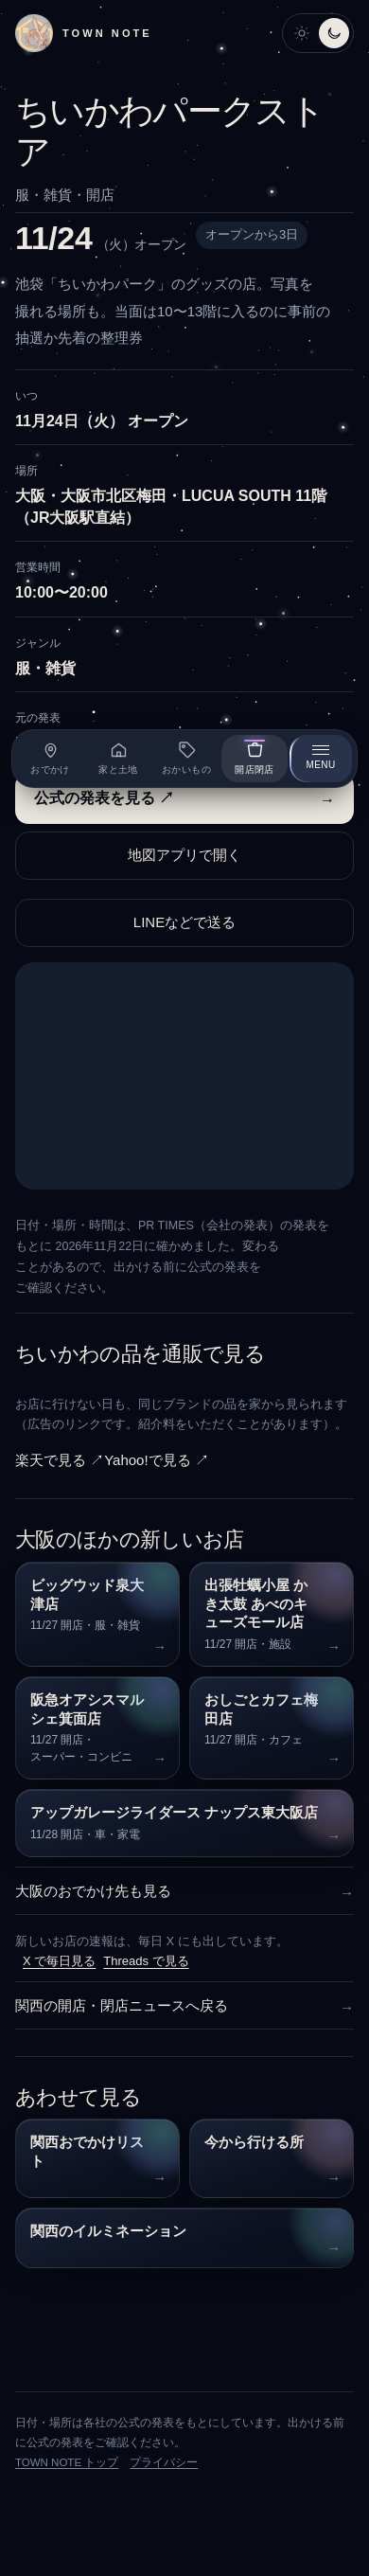 TOWN NOTE
ちいかわパークスト
ア
服・雑貨・開店
11/24（火）オープン オープンから3日
池袋「ちいかわパーク」のグッズの店。写真を
撮れる場所も。当面は10〜13階に入るのに事前の
抽選か先着の整理券
いつ
11月24日（火） オープン
場所
大阪・大阪市北区梅田・LUCUA SOUTH 11階
（JR大阪駅直結）
営業時間
10:00〜20:00
ジャンル
服・雑貨
元の発表
おでかけ
家と土地
おかいもの
開店閉店
MENU
公式の発表を見る ↗ →
地図アプリで開く
LINEなどで送る
日付・場所・時間は、PR TIMES（会社の発表）の発表を
もとに 2026年11月22日に確かめました。変わる
ことがあるので、出かける前に公式の発表を
ご確認ください。
ちいかわの品を通販で見る
お店に行けない日も、同じブランドの品を家から見られます
（広告のリンクです。紹介料をいただくことがあります）。
楽天で見る ↗Yahoo!で見る ↗
大阪のほかの新しいお店
ビッグウッド泉大
津店
11/27 開店・服・雑貨
→
出張牡蠣小屋 か
き太鼓 あべのキ
ューズモール店
11/27 開店・施設
→
阪急オアシスマル
シェ箕面店
11/27 開店・
スーパー・コンビニ
→
おしごとカフェ梅
田店
11/27 開店・カフェ
→
アップガレージライダース ナップス東大阪店
11/28 開店・車・家電
→
大阪のおでかけ先も見る →
新しいお店の速報は、毎日 X にも出しています。
X で毎日見る Threads で見る
関西の開店・閉店ニュースへ戻る →
あわせて見る
関西おでかけリス
ト
→
今から行ける所
→
関西のイルミネーション
→
日付・場所は各社の公式の発表をもとにしています。出かける前
に公式の発表をご確認ください。
TOWN NOTE トップ プライバシー